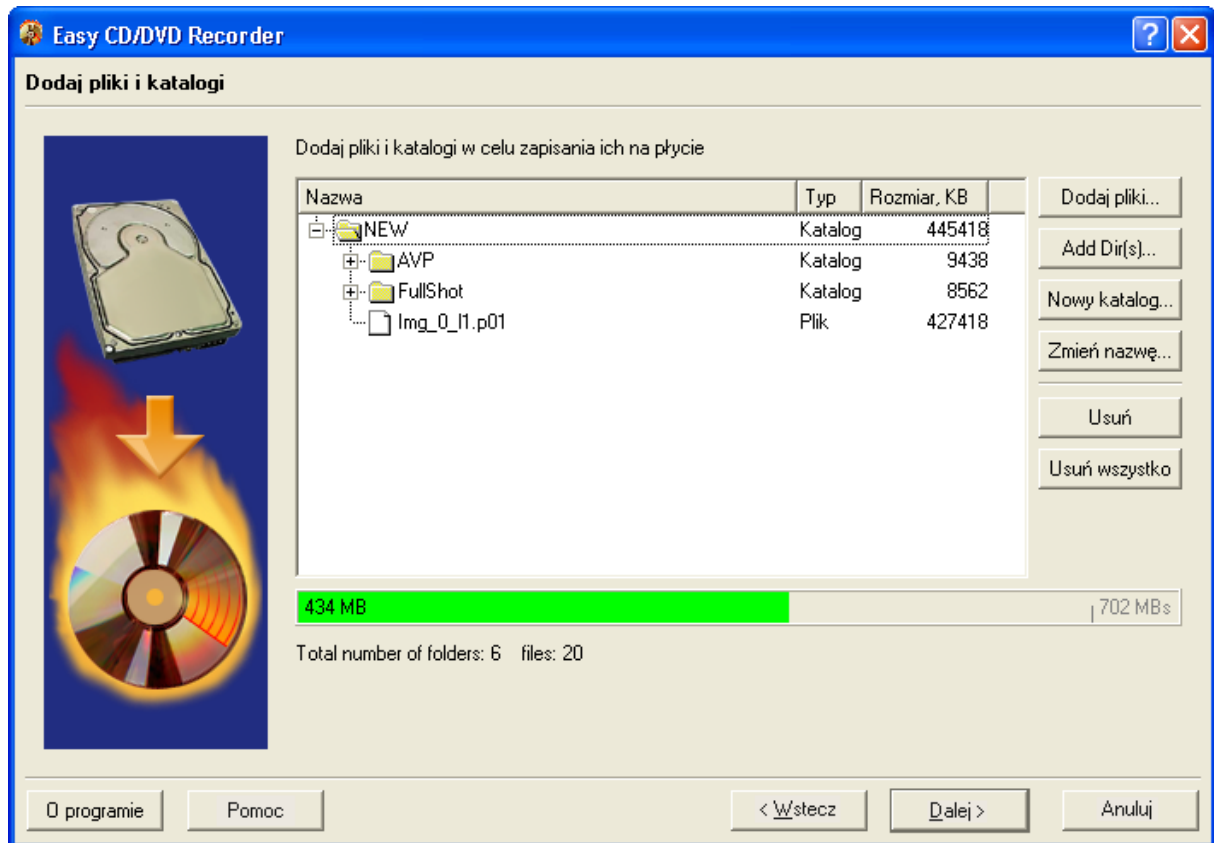 Easy CD/DVD Recorder
Dodaj pliki i katalogi
Dodaj pliki i katalogi w celu zapisania ich na płycie
Nazwa Typ Rozmiar, KB
NEW Katalog 445418
AVP Katalog 9438
FullShot Katalog 8562
Img_0_l1.p01 Plik 427418
Dodaj pliki...
Add Dir(s)...
Nowy katalog...
Zmień nazwę...
Usuń
Usuń wszystko
434 MB 702 MBs
Total number of folders: 6 files: 20
O programie Pomoc < Wstecz Dalej > Anuluj